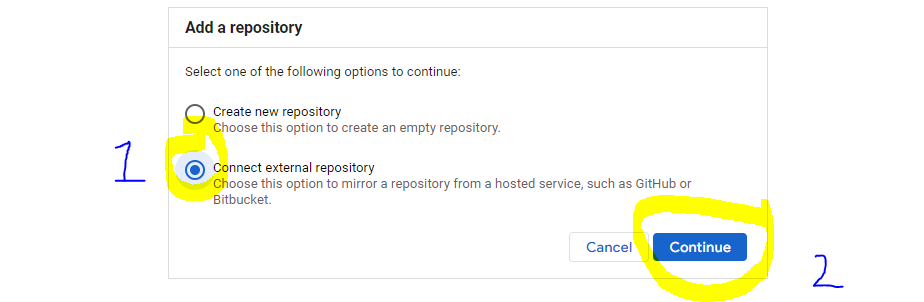 Add a repository
Select one of the following options to continue:
Create new repository
Choose this option to create an empty repository.
1
Connect external repository
Choose this option to mirror a repository from a hosted service, such as GitHub or
Bitbucket.
Cancel
Continue
2